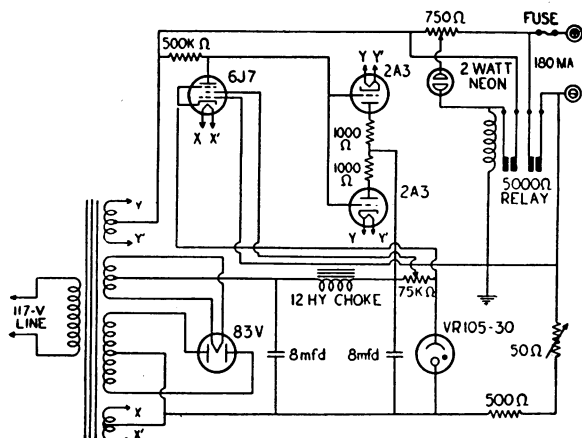 750Ω
FUSE
500K Ω
6J7
Y Y'
2A3
2 WATT
NEON
180 MA
X X'
1000
Ω
1000
Ω
2A3
5000Ω
RELAY
Y
Y'
Y Y'
12 HY CHOKE
75KΩ
117-V
LINE
83V
VR105-30
8mfd
8mfd
50Ω
500Ω
X
X'